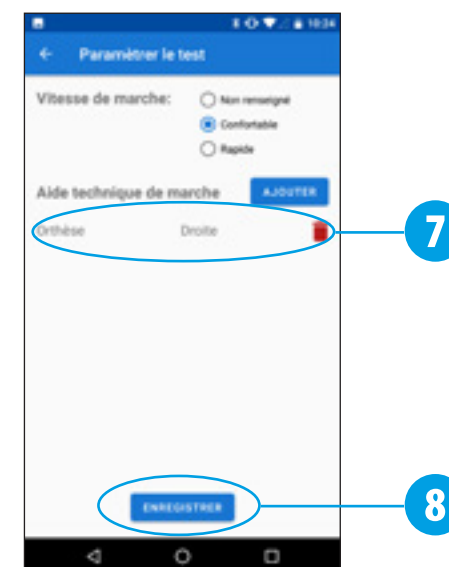 10:24
Paramètrer le test
Vitesse de marche:
Non renseigné
Confortable
Rapide
Aide technique de marche
AJOUTER
Orthèse Droite
7
ENREGISTRER
8